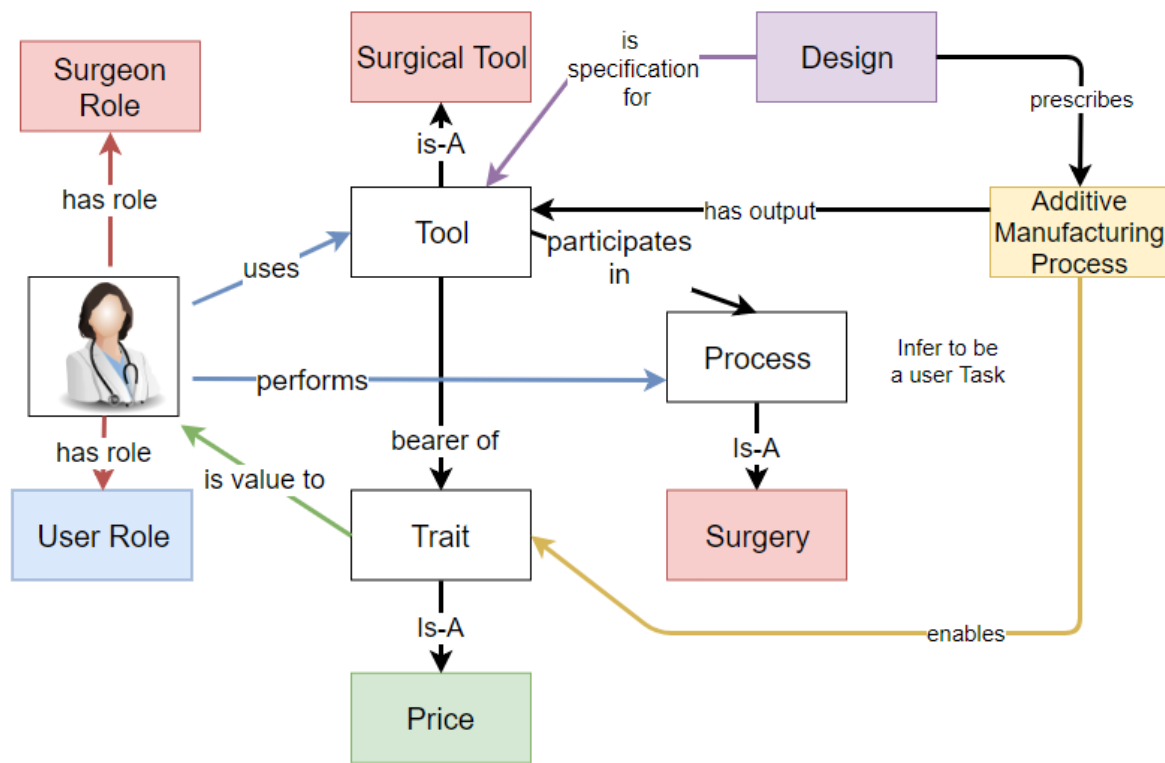 Surgeon
Role
Surgical Tool
is
specification
for
Design
prescribes
is-A
has role
Tool
has output
Additive
Manufacturing
Process
participates
in
uses
Process
Infer to be
a user Task
performs
bearer of
Is-A
has role
is value to
User Role
Trait
Surgery
Is-A
enables
Price